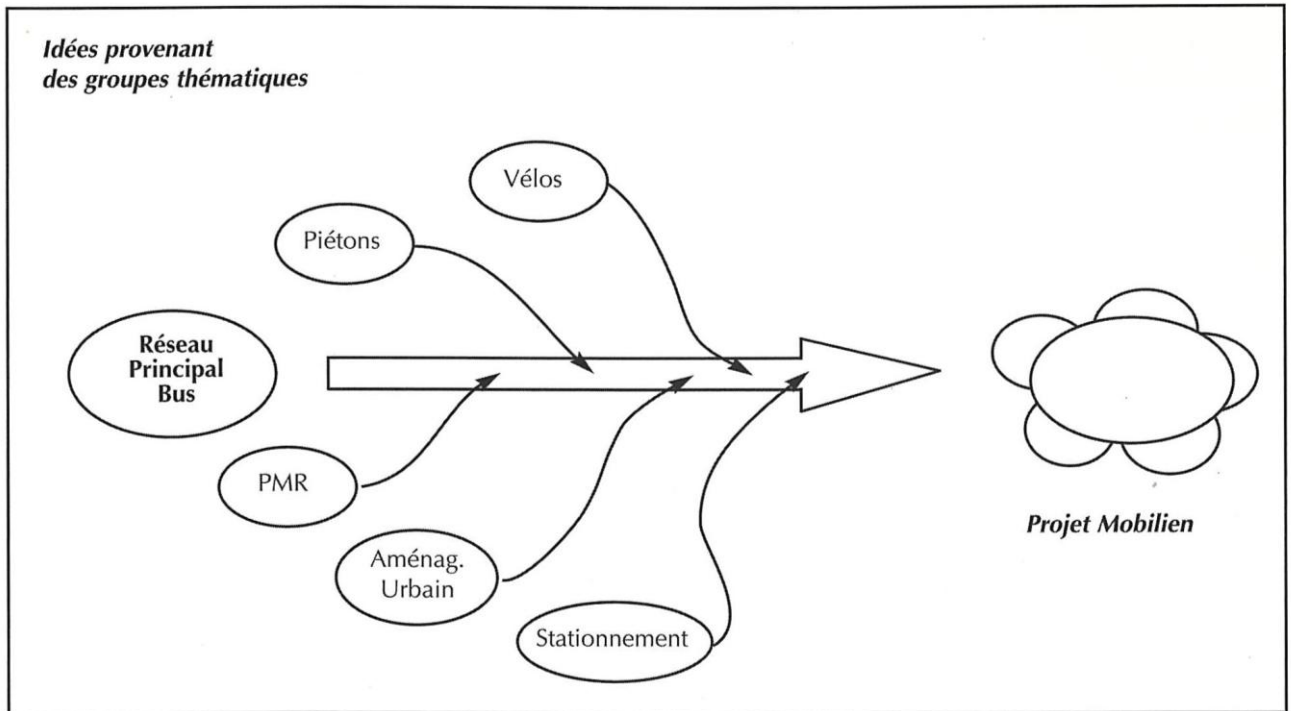 Idées provenant
des groupes thématiques
Vélos
Piétons
Réseau
Principal
Bus
PMR
Aménag.
Urbain
Stationnement
Projet Mobilien